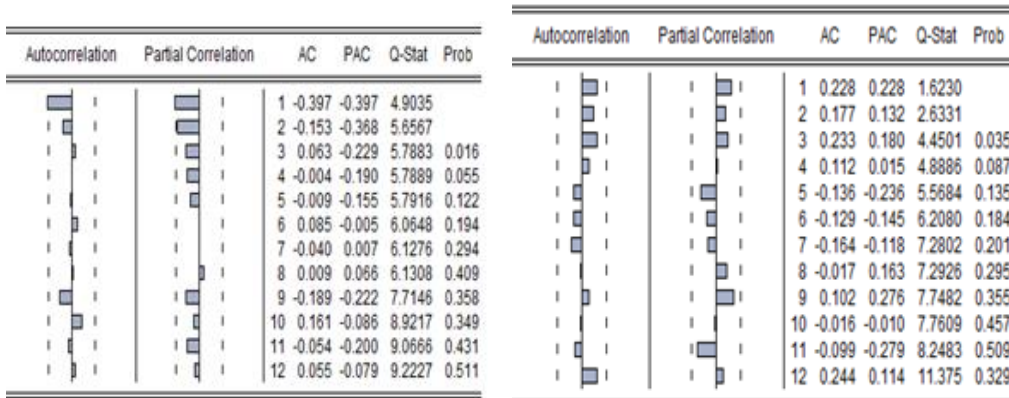 Autocorrelation Partial Correlation AC PAC Q-Stat Prob
1 -0.397 -0.397 4.9035
2 -0.153 -0.368 5.6567
3 0.063 -0.229 5.7883 0.016
4 -0.004 -0.190 5.7889 0.055
5 -0.009 -0.155 5.7916 0.122
6 0.085 -0.005 6.0648 0.194
7 -0.040 0.007 6.1276 0.294
8 0.009 0.066 6.1308 0.409
9 -0.189 -0.222 7.7146 0.358
10 0.161 -0.086 8.9217 0.349
11 -0.054 -0.200 9.0666 0.431
12 0.055 -0.079 9.2227 0.511
Autocorrelation Partial Correlation AC PAC Q-Stat Prob
1 0.228 0.228 1.6230
2 0.177 0.132 2.6331
3 0.233 0.180 4.4501 0.035
4 0.112 0.015 4.8886 0.087
5 -0.136 -0.236 5.5684 0.135
6 -0.129 -0.145 6.2080 0.184
7 -0.164 -0.118 7.2802 0.201
8 -0.017 0.163 7.2926 0.295
9 0.102 0.276 7.7482 0.355
10 -0.016 -0.010 7.7609 0.457
11 -0.099 -0.279 8.2483 0.509
12 0.244 0.114 11.375 0.329